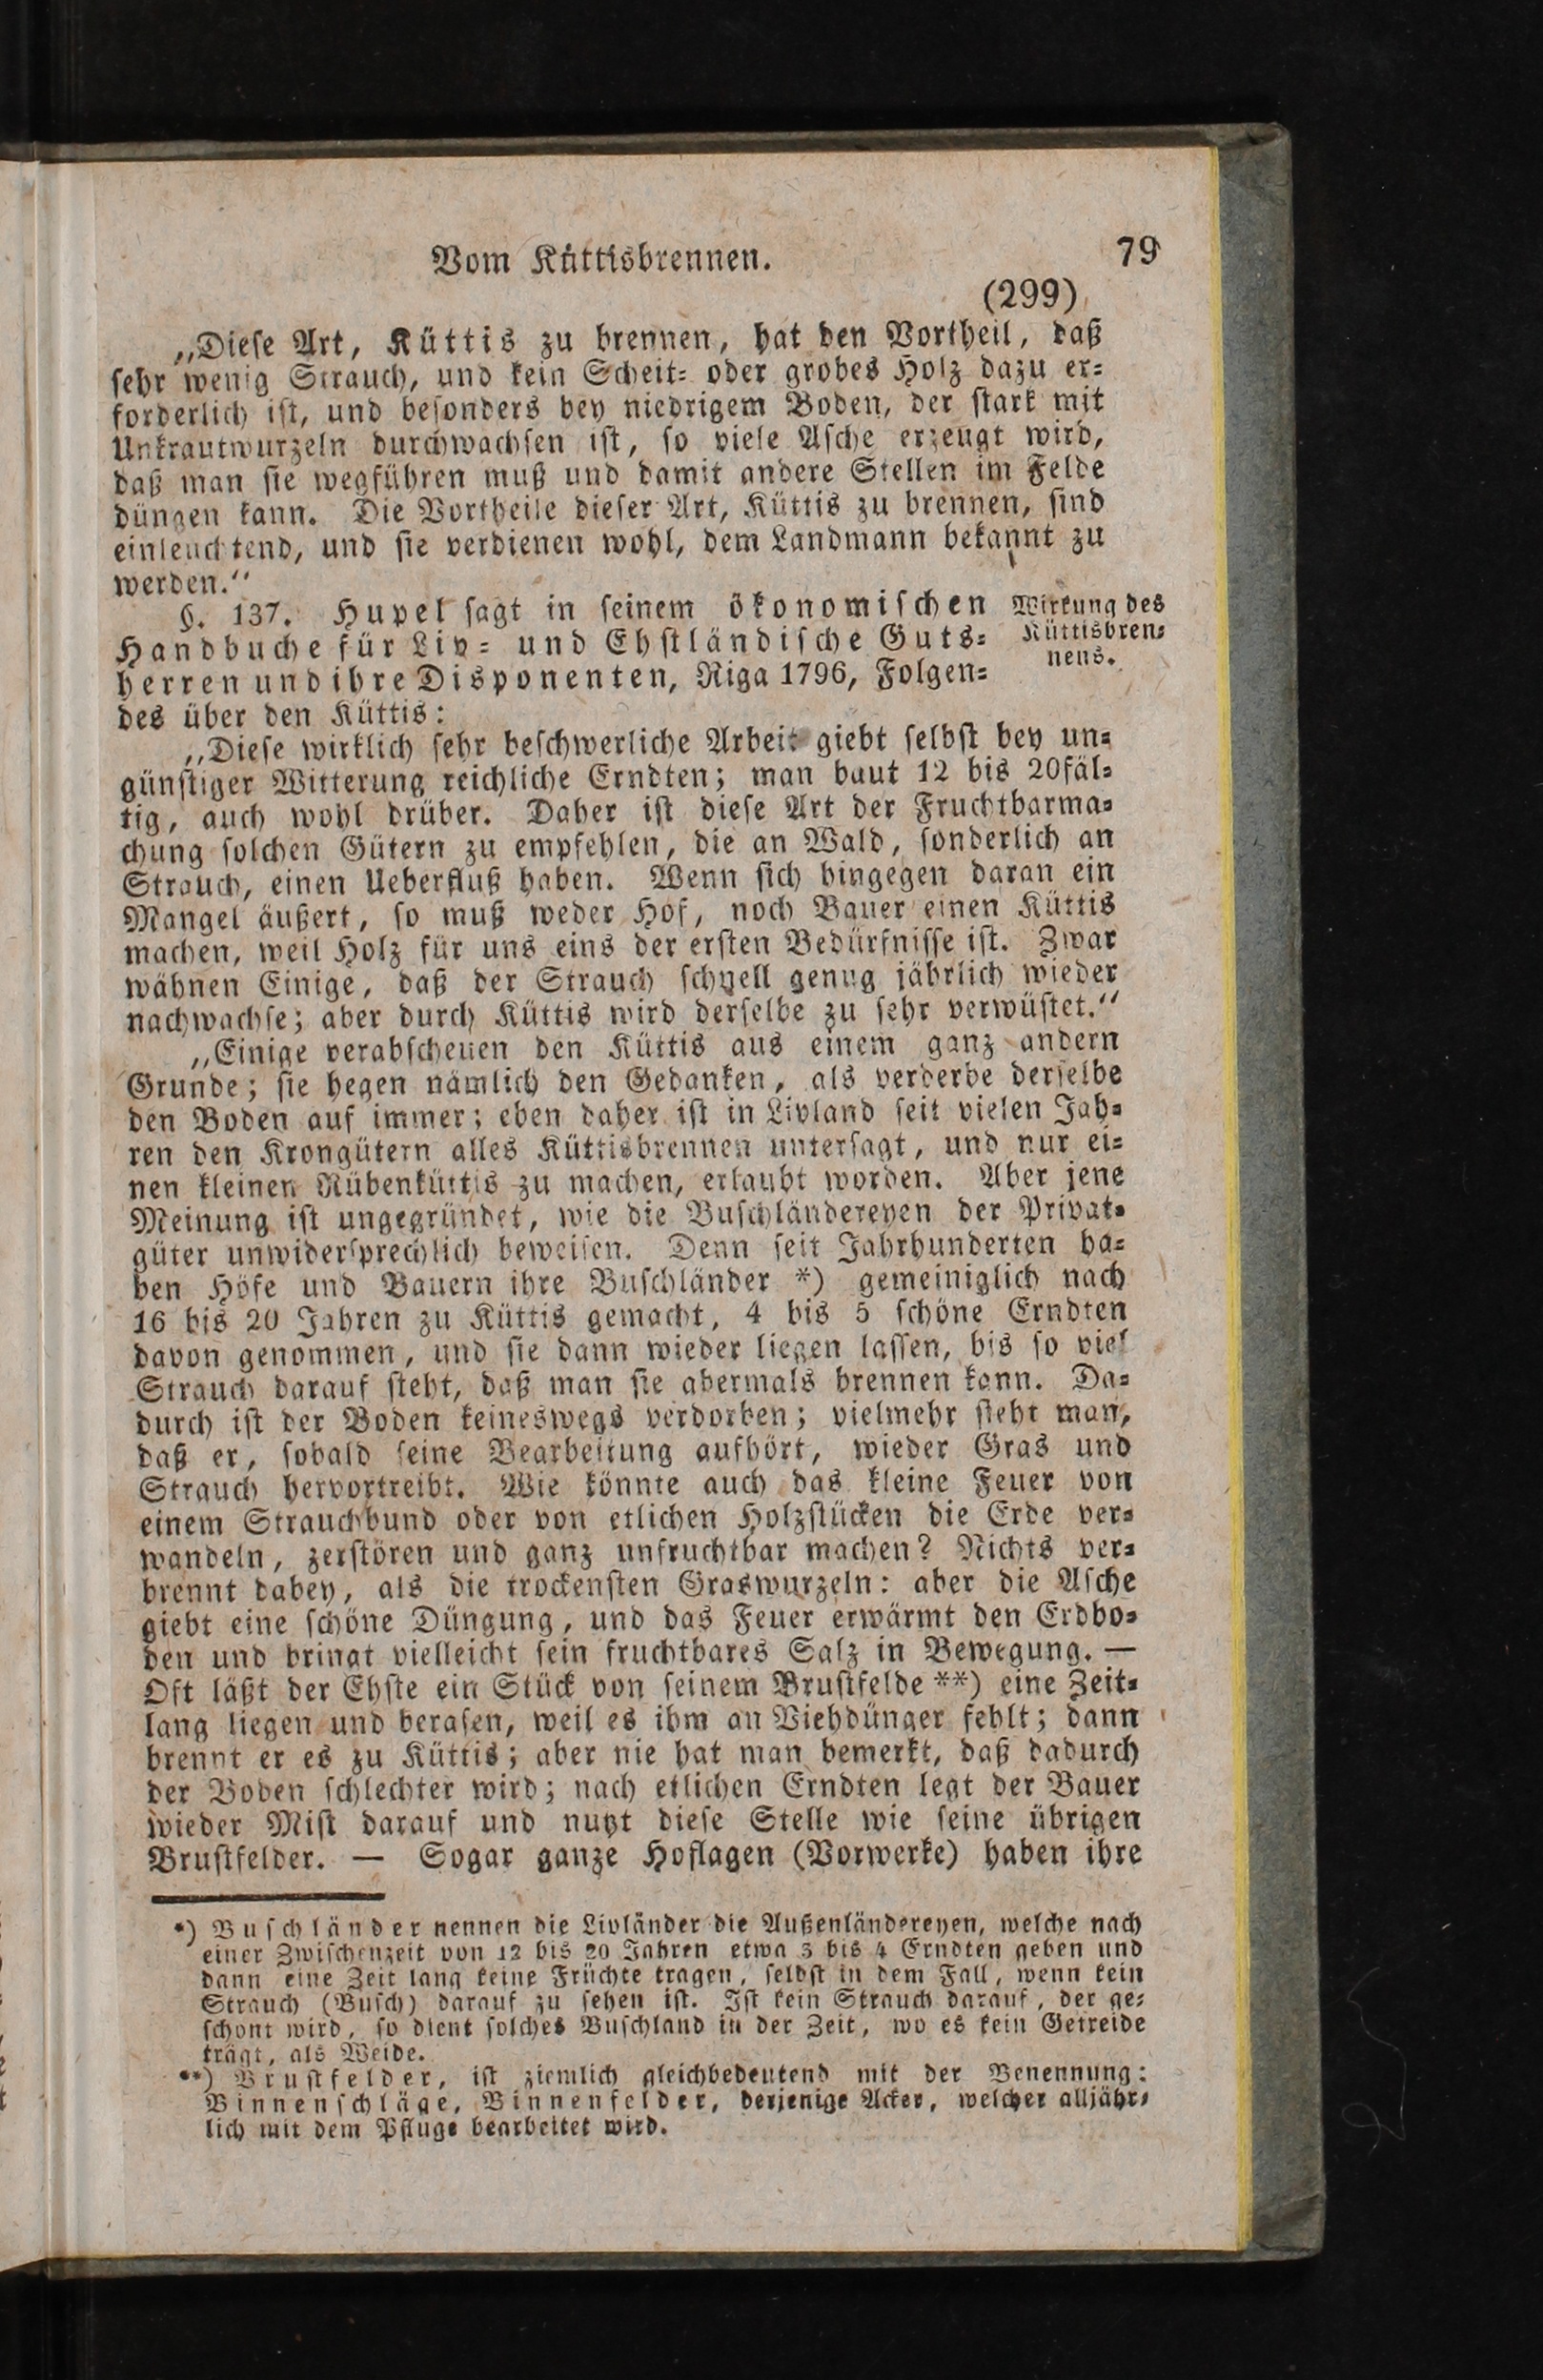 Vom Küttisbrennen. 79
(299)
„Diese Art, Küttis zu brennen, hat den Vortheil, daß
sehr wenig Strauch, und kein Scheit- oder grobes Holz dazu er-
forderlich ist, und besonders bey niedrigem Boden, der stark mit
Unkrautwurzeln durchwachsen ist, so viele Asche erzeugt wird,
daß man sie wegführen muß und damit andere Stellen im Felde
düngen kann. Die Vortheile dieser Art, Küttis zu brennen, sind
einleuchtend, und sie verdienen wohl, dem Landmann bekannt zu
werden.“
§. 137. Hupel sagt in seinem ökonomischen
Handbuche für Liv- und Ehstländische Guts-
herren und ihre Disponenten, Riga 1796, Folgen-
des über den Küttis:
Wirkung des
Küttisbren-
nens.
„Diese wirklich sehr beschwerliche Arbeit giebt selbst bey un-
günstiger Witterung reichliche Erndten; man baut 12 bis 20fäl-
tig, auch wohl drüber. Daher ist diese Art der Fruchtbarma-
chung solchen Gütern zu empfehlen, die an Wald, sonderlich an
Strauch, einen Ueberfluß haben. Wenn sich hingegen daran ein
Mangel äußert, so muß weder Hof, noch Bauer einen Küttis
machen, weil Holz für uns eins der ersten Bedürfnisse ist. Zwar
wähnen Einige, daß der Strauch schnell genug jährlich wieder
nachwachse; aber durch Küttis wird derselbe zu sehr verwüstet.“
„Einige verabscheuen den Küttis aus einem ganz andern
Grunde; sie hegen nämlich den Gedanken, als verderbe derselbe
den Boden auf immer; eben daher ist in Livland seit vielen Jah-
ren den Krongütern alles Küttisbrennen untersagt, und nur ei-
nen kleinen Rübenküttis zu machen, erlaubt worden. Aber jene
Meinung ist ungegründet, wie die Buschländereyen der Privat-
güter unwidersprechlich beweisen. Denn seit Jahrhunderten ha-
ben Höfe und Bauern ihre Buschländer *) gemeiniglich nach
16 bis 20 Jahren zu Küttis gemacht, 4 bis 5 schöne Erndten
davon genommen, und sie dann wieder liegen lassen, bis so viel
Strauch darauf steht, daß man sie abermals brennen kann. Da-
durch ist der Boden keineswegs verdorben; vielmehr sieht man,
daß er, sobald seine Bearbeitung aufhört, wieder Gras und
Strauch hervortreibt. Wie könnte auch das kleine Feuer von
einem Strauchbund oder von etlichen Holzstücken die Erde ver-
wandeln, zerstören und ganz unfruchtbar machen? Nichts ver-
brennt dabey, als die trockensten Graswurzeln: aber die Asche
giebt eine schöne Düngung, und das Feuer erwärmt den Erdbo-
den und bringt vielleicht sein fruchtbares Salz in Bewegung. —
Oft läßt der Ehste ein Stück von seinem Brustfelde **) eine Zeit-
lang liegen und berasen, weil es ihm an Viehdünger fehlt; dann
brennt er es zu Küttis; aber nie hat man bemerkt, daß dadurch
der Boden schlechter wird; nach etlichen Erndten legt der Bauer
wieder Mist darauf und nutzt diese Stelle wie seine übrigen
Brustfelder. — Sogar ganze Hoflagen (Vorwerke) haben ihre
*) Buschländer nennen die Livländer die Außenländereyen, welche nach
einer Zwischenzeit von 12 bis 20 Jahren etwa 3 bis 4 Erndten geben und
dann eine Zeit lang keine Früchte tragen, selbst in dem Fall, wenn kein
Strauch (Busch) darauf zu sehen ist. Ist kein Strauch darauf, der ge-
schont wird, so dient solches Buschland in der Zeit, wo es kein Getreide
trägt, als Weide.
**) Brustfelder, ist ziemlich gleichbedeutend mit der Benennung:
Binnenschläge, Binnenfelder, derjenige Acker, welcher alljähr-
lich mit dem Pfluge bearbeitet wird.